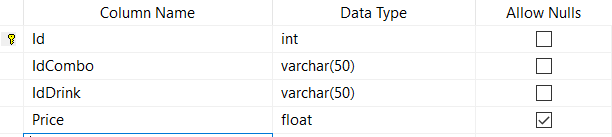 Column Name Data Type Allow Nulls
Id int
IdCombo varchar(50)
IdDrink varchar(50)
Price float